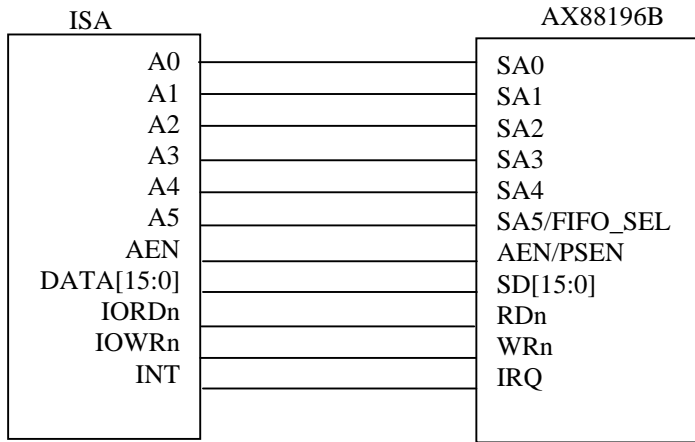 ISA
AX88196B
A0
SA0
A1
SA1
A2
SA2
A3
SA3
A4
SA4
A5
SA5/FIFO_SEL
AEN
AEN/PSEN
DATA[15:0]
SD[15:0]
IORDn
RDn
IOWRn
WRn
INT
IRQ